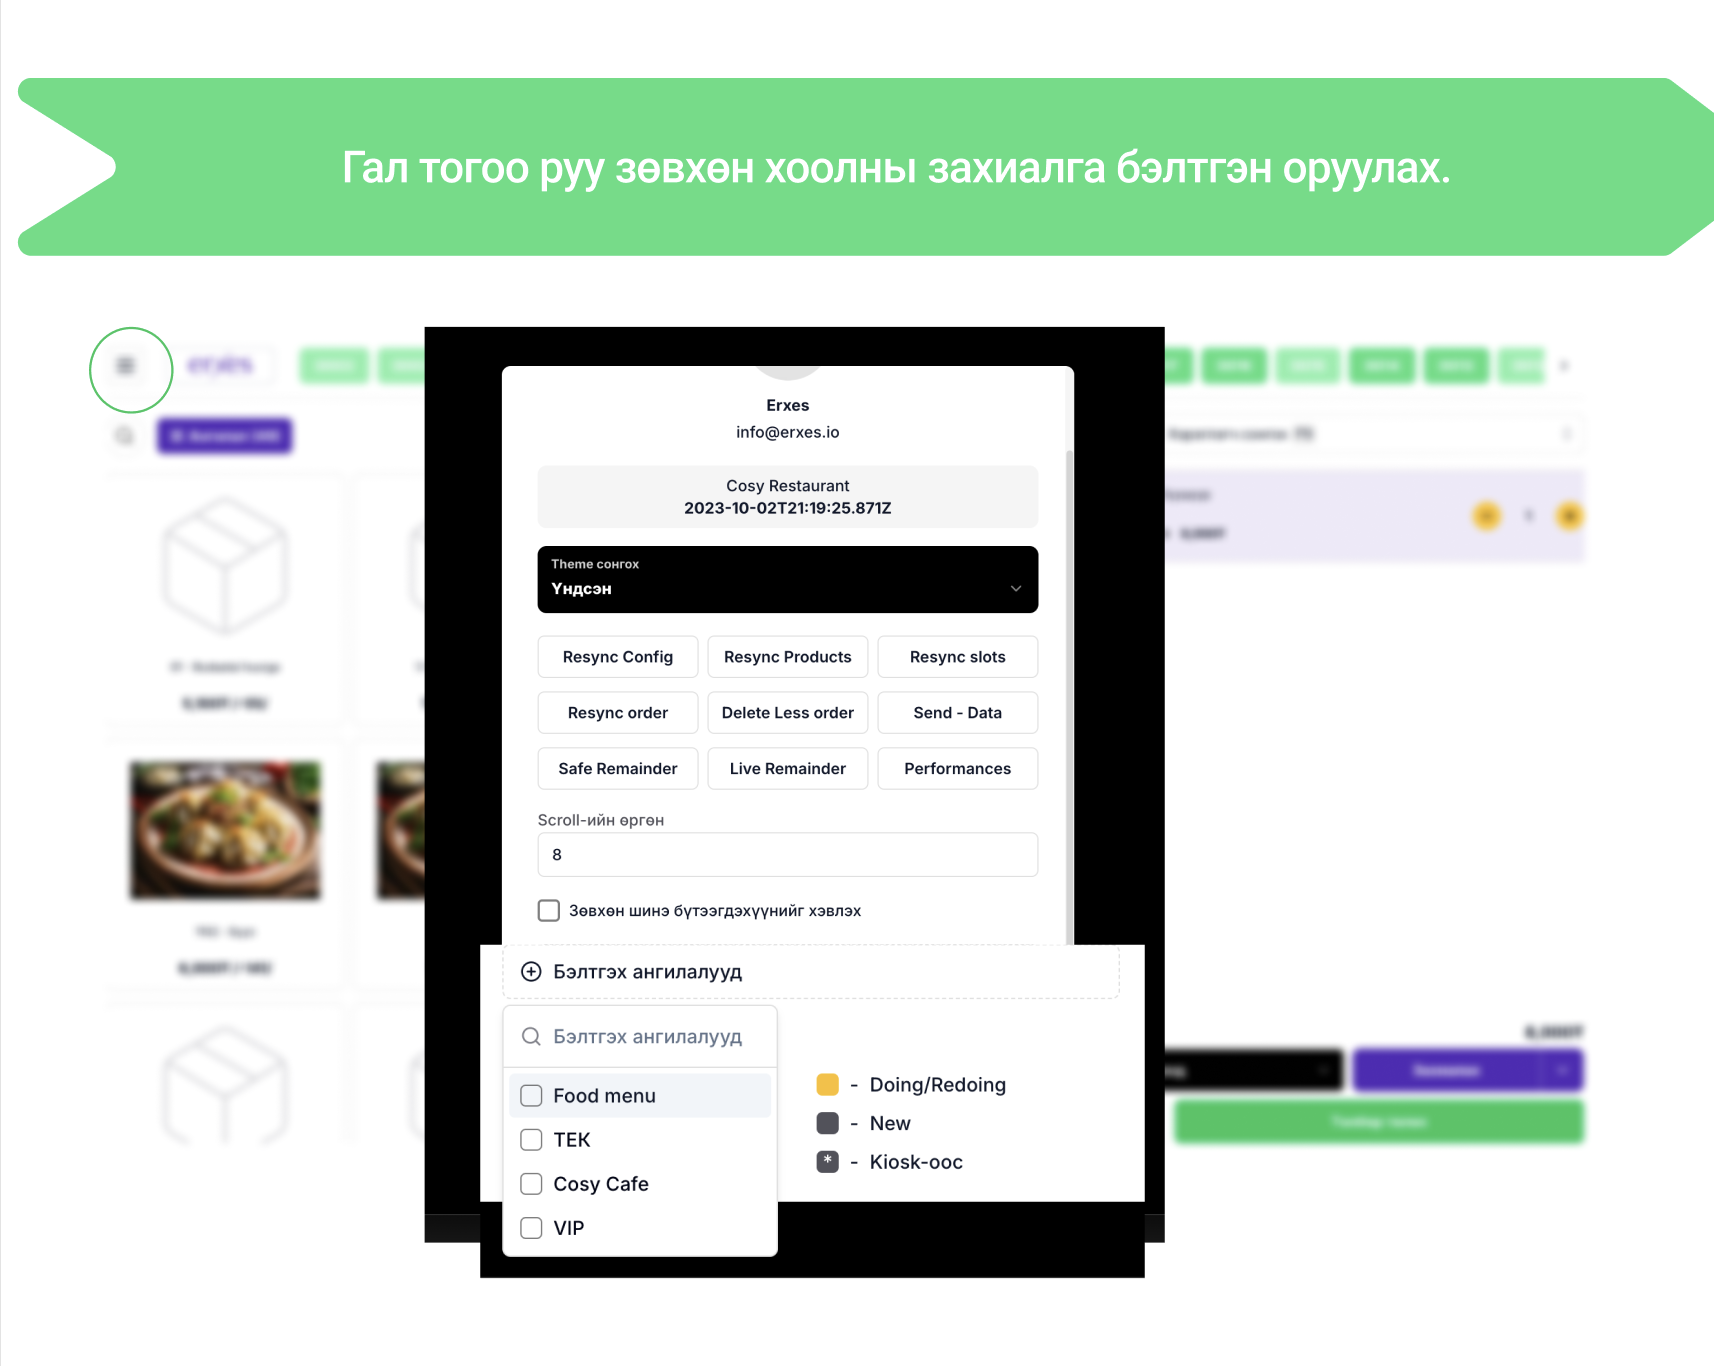 Гал тогоо руу зөвхөн хоолны захиалга бэлтгэн оруулах.
erxes
Erxes
info@erxes.io
Cosy Restaurant
2023-10-02T21:19:25.871Z
Theme сонгох
Үндсэн
Resync Config
Resync Products
Resync slots
Resync order
Delete Less order
Send - Data
Safe Remainder
Live Remainder
Performances
Scroll-ийн өргөн
8
Зөвхөн шинэ бүтээгдэхүүнийг хэвлэх
Бэлтгэх ангилалууд
Бэлтгэх ангилалууд
Food menu
ТЕК
Cosy Cafe
VIP
- Doing/Redoing
- New
* - Kiosk-оос